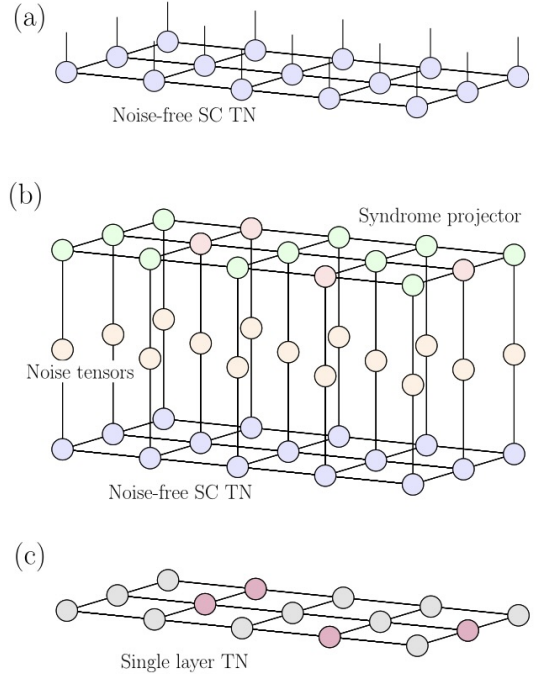 (a)
Noise-free SC TN
(b)
Syndrome projector
Noise tensors
Noise-free SC TN
(c)
Single layer TN